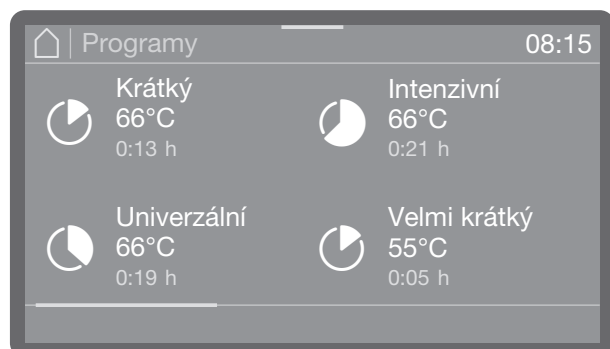 Programy 08:15
Krátký
66°C
0:13 h
Intenzivní
66°C
0:21 h
Univerzální
66°C
0:19 h
Velmi krátký
55°C
0:05 h